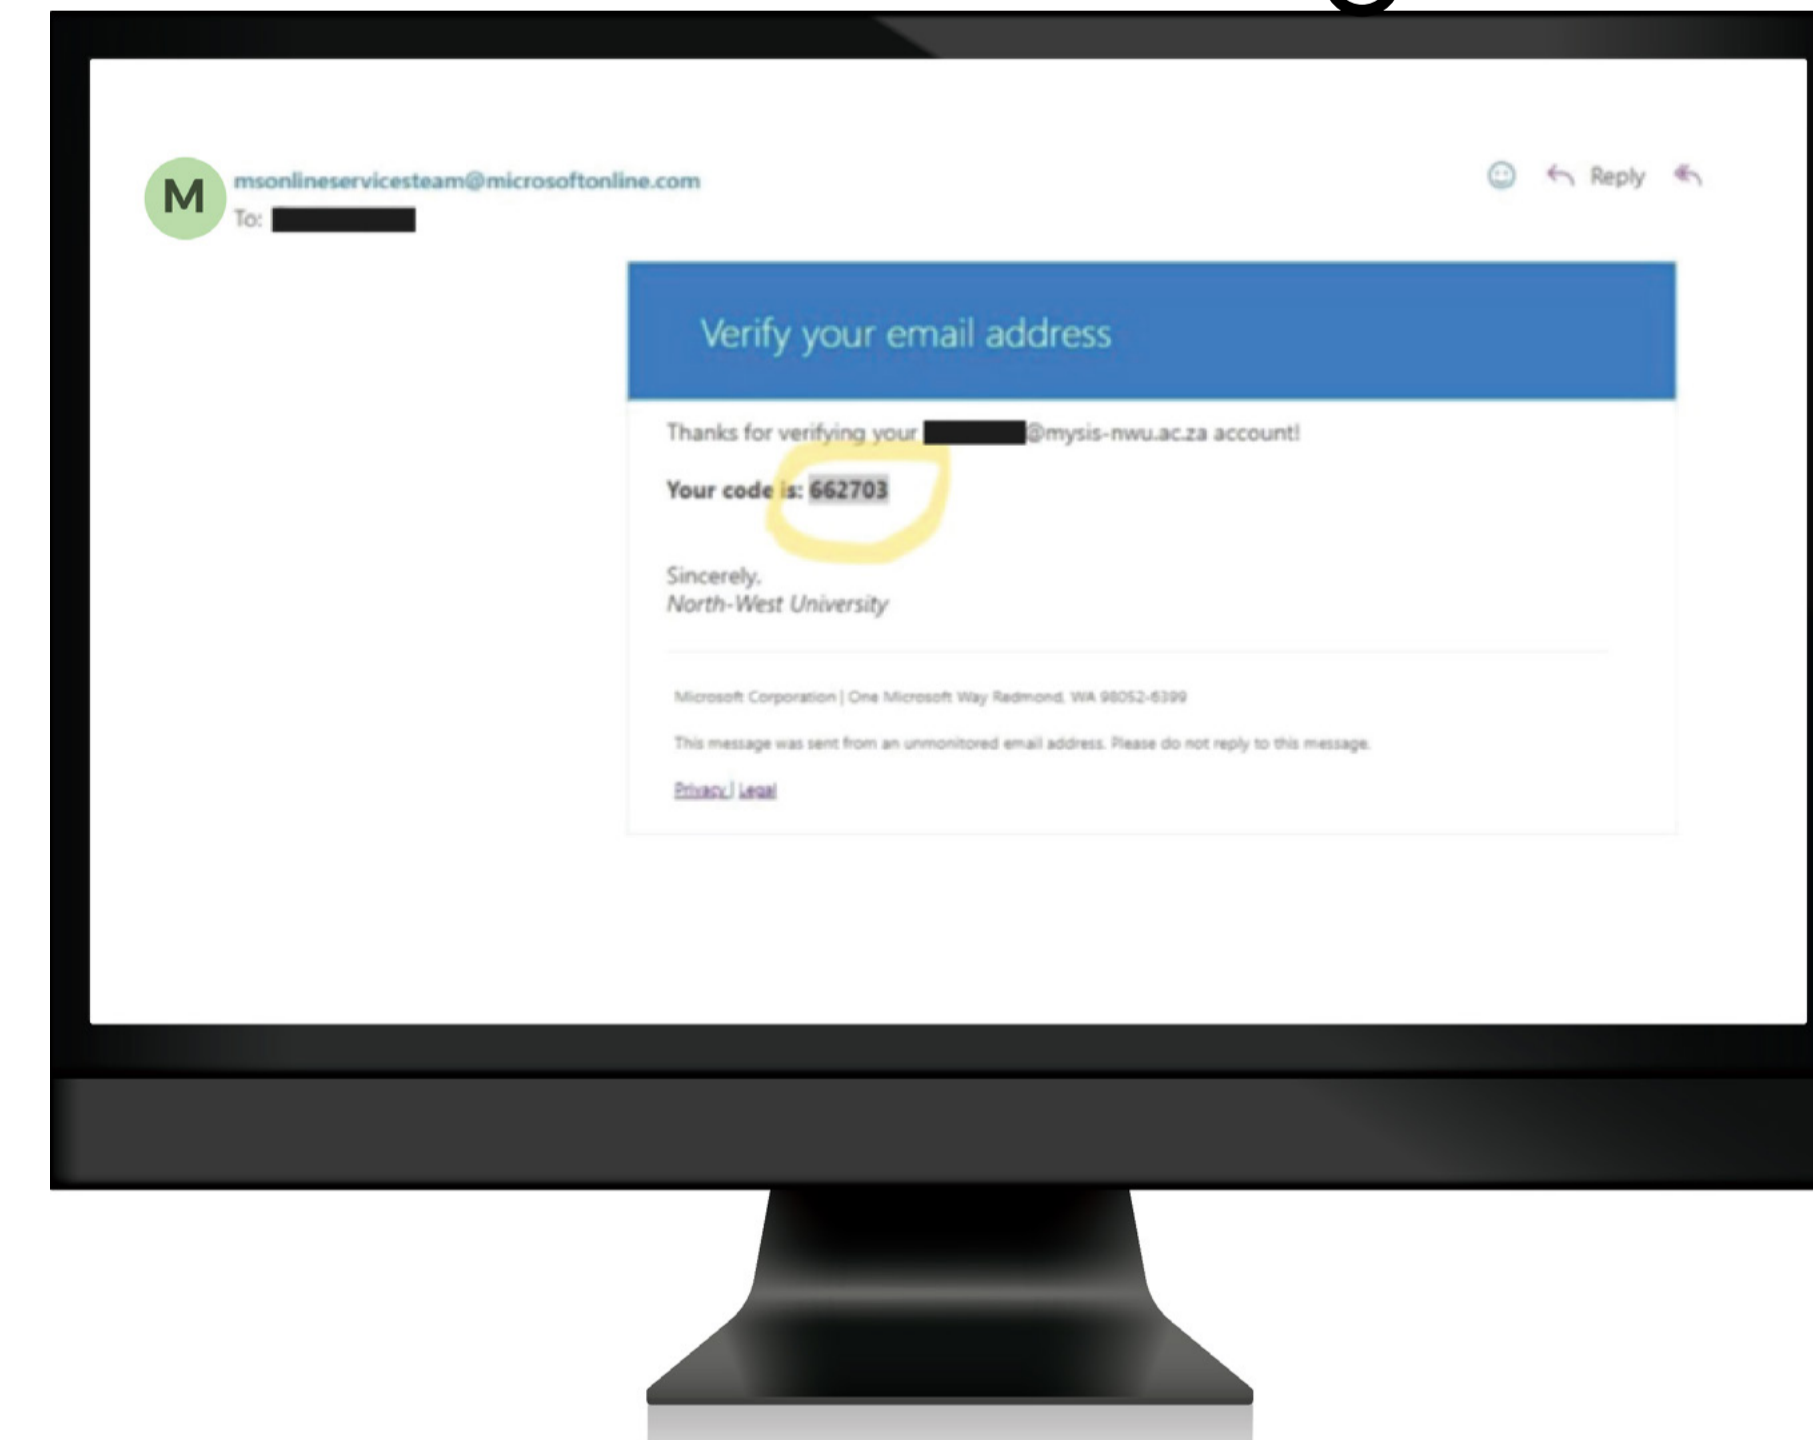 M
msonlineservicesteam@microsoftonline.com
Reply
To:
Verify your email address
Thanks for verifying your @mysis-nwu.ac.za account!
Your code is: 662703
Sincerely,
North-West University
Microsoft Corporation | One Microsoft Way Redmond, WA 98052-6399
This message was sent from an unmonitored email address. Please do not reply to this message.
Privacy | Legal